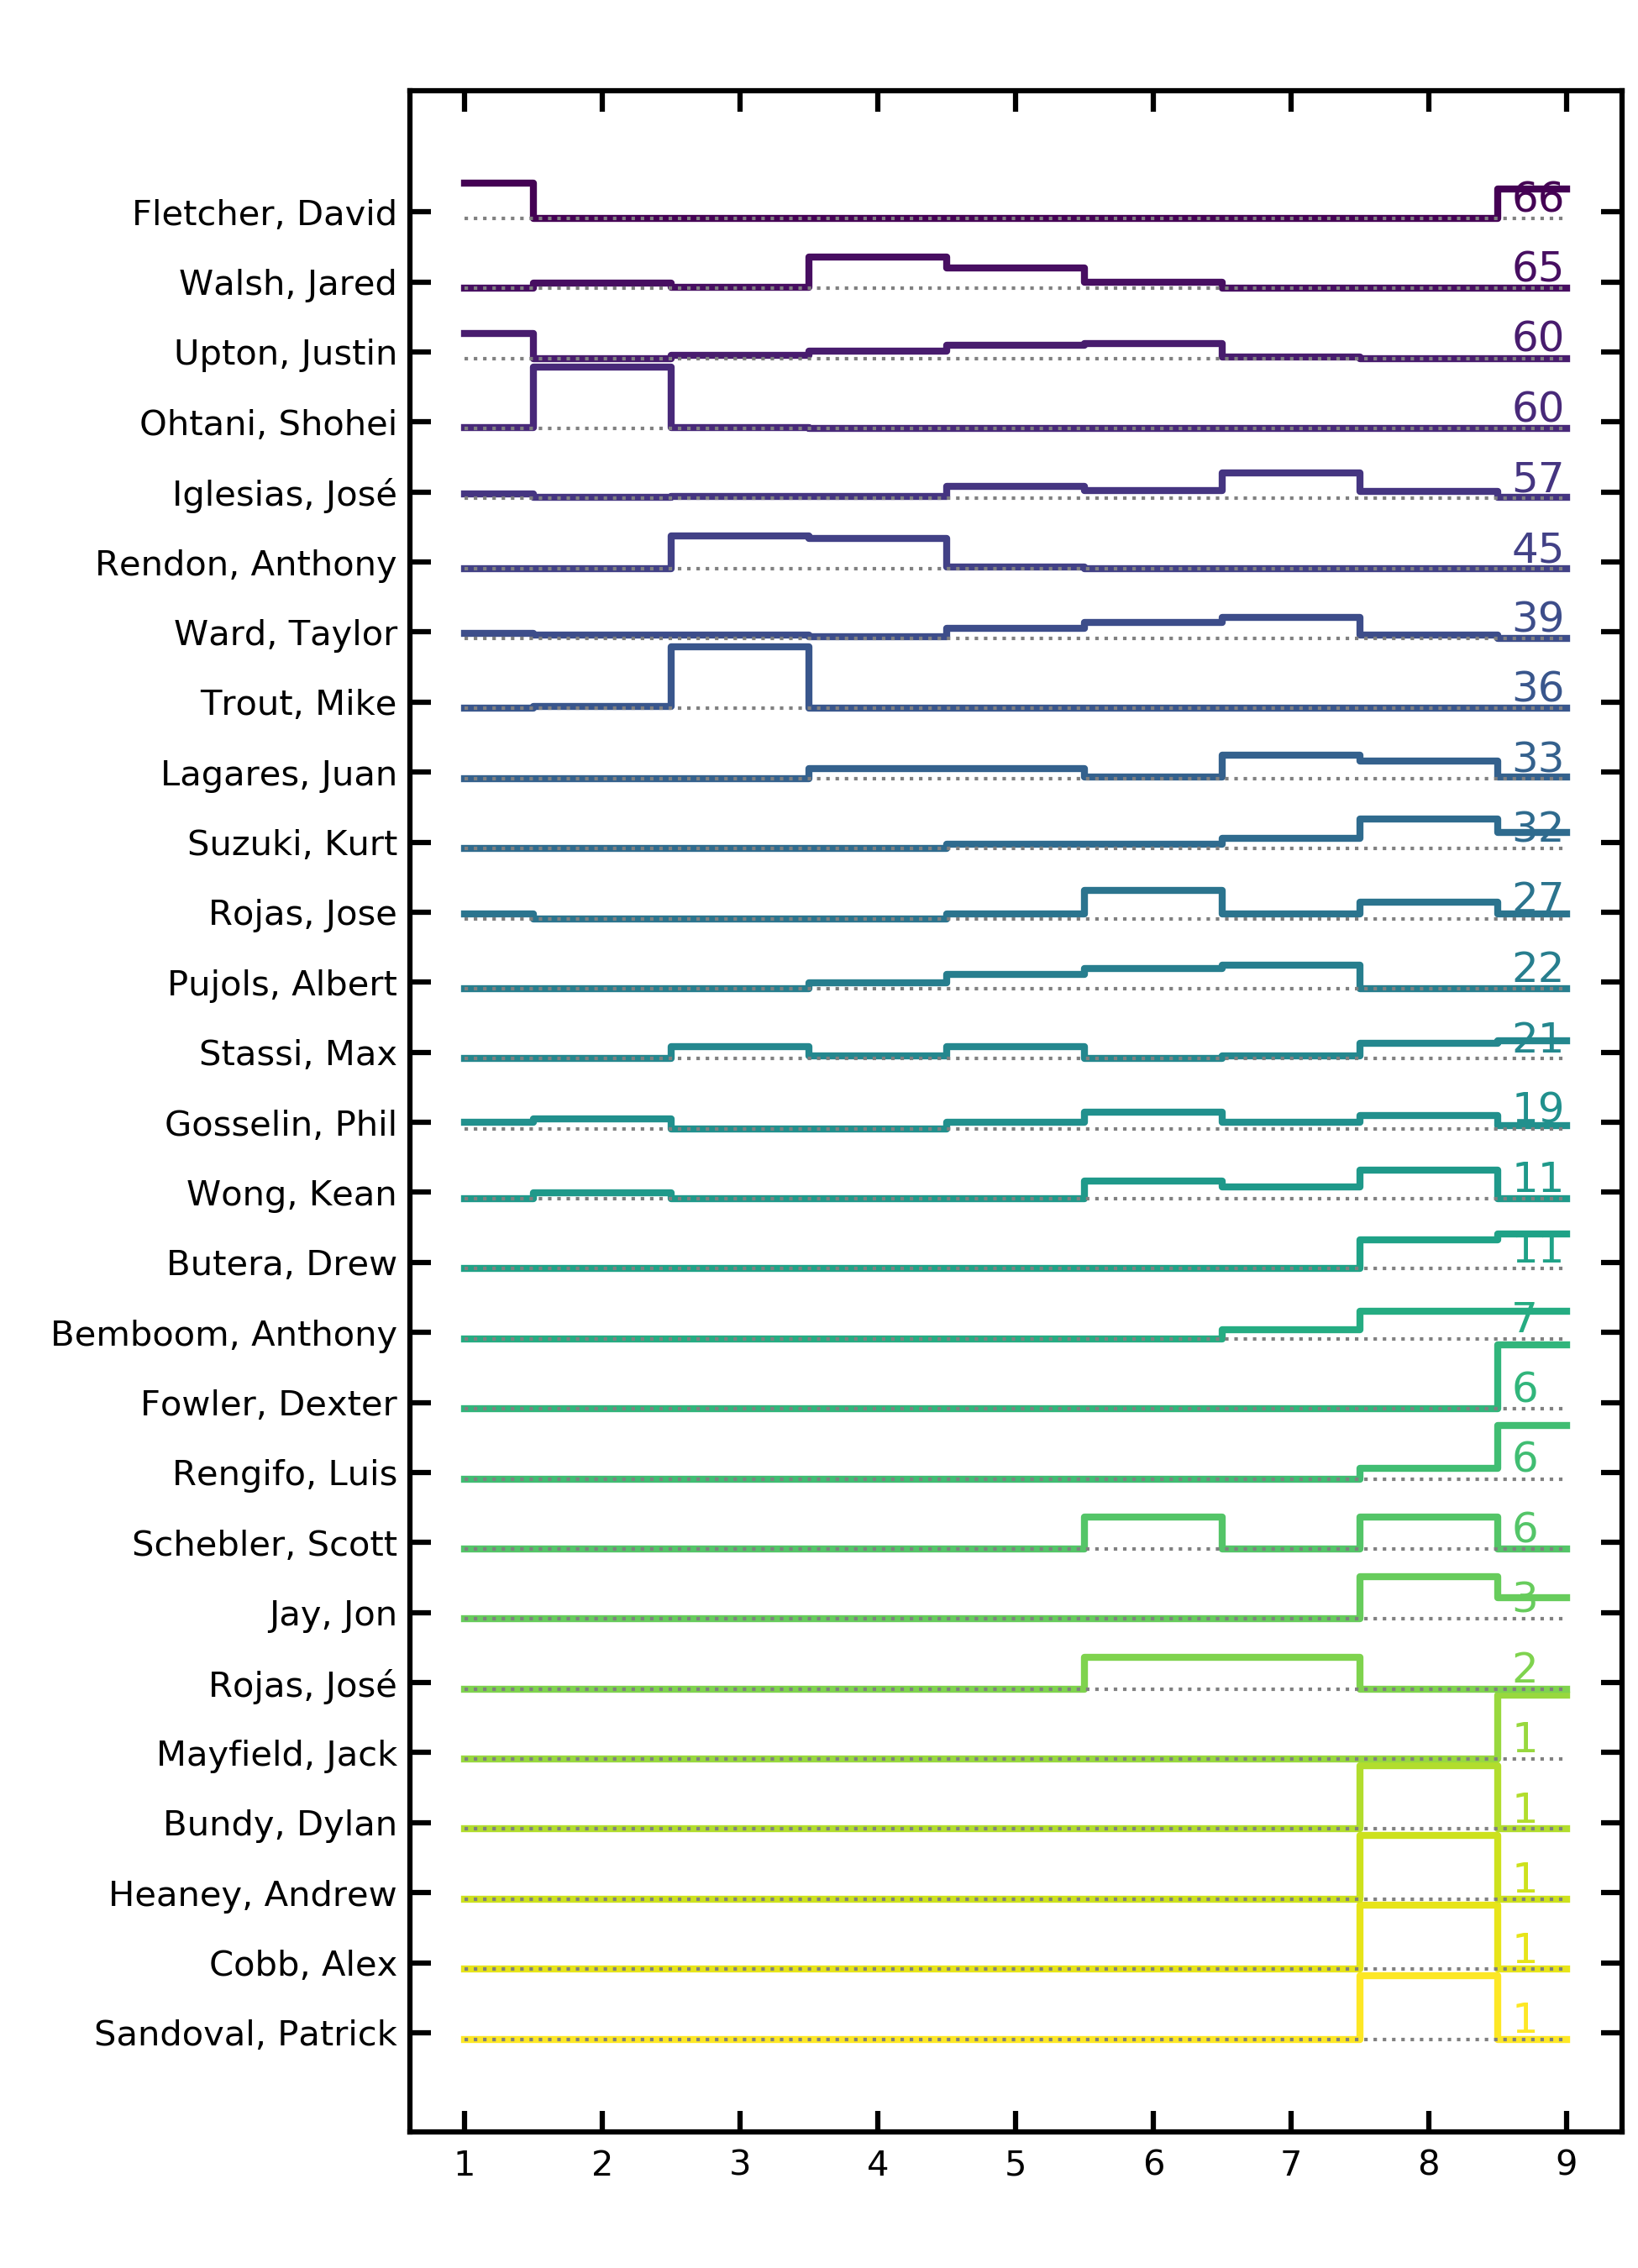 Fletcher, David 66
Walsh, Jared 65
Upton, Justin 60
Ohtani, Shohei 60
Iglesias, José 57
Rendon, Anthony 45
Ward, Taylor 39
Trout, Mike 36
Lagares, Juan 33
Suzuki, Kurt 32
Rojas, Jose 27
Pujols, Albert 22
Stassi, Max 21
Gosselin, Phil 19
Wong, Kean 11
Butera, Drew 11
Bemboom, Anthony 7
Fowler, Dexter 6
Rengifo, Luis 6
Schebler, Scott 6
Jay, Jon 3
Rojas, José 2
Mayfield, Jack 1
Bundy, Dylan 1
Heaney, Andrew 1
Cobb, Alex 1
Sandoval, Patrick 1
1 2 3 4 5 6 7 8 9